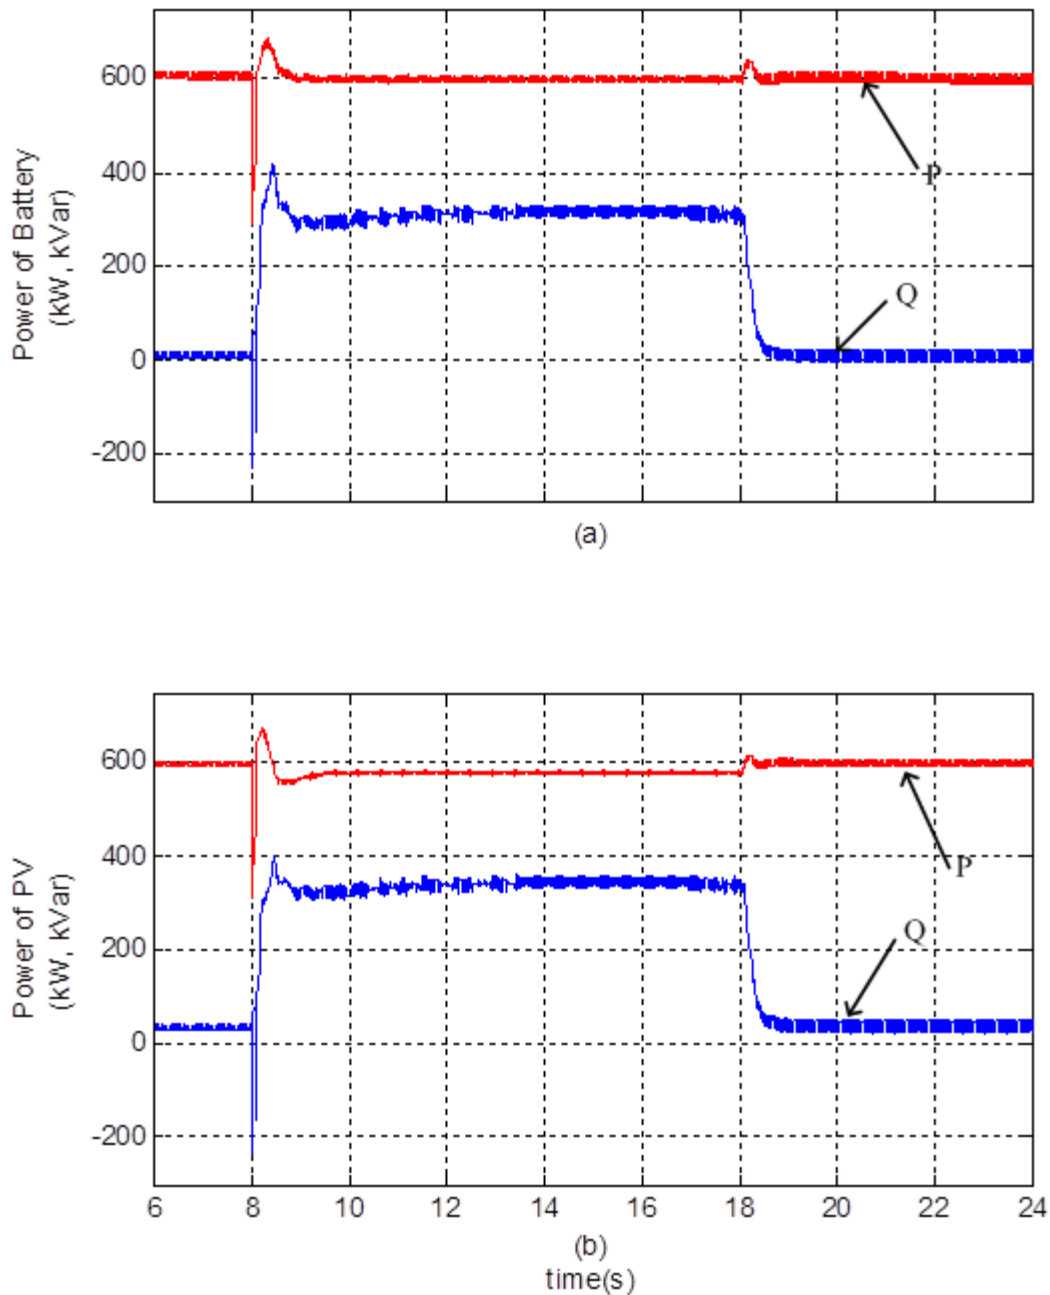 Power of Battery
(kW, kVar)
600
400
200
0
-200
P
Q
(a)
Power of PV
(kW, kVar)
600
400
200
0
-200
P
Q
6 8 10 12 14 16 18 20 22 24
(b)
time(s)